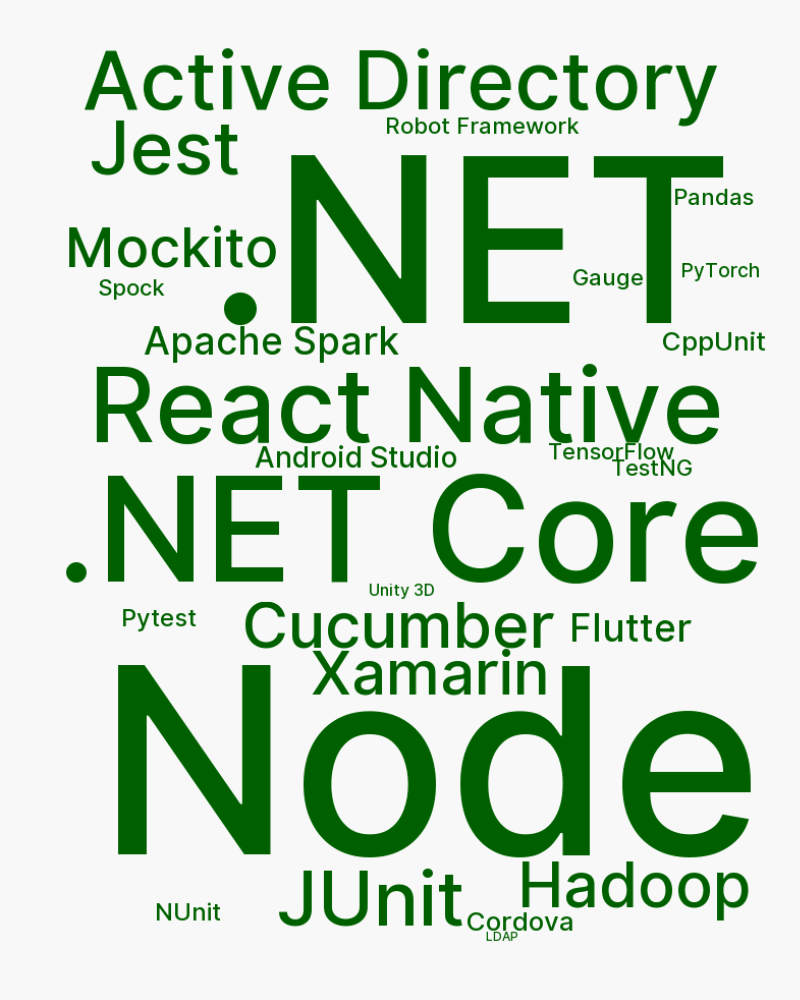 Active Directory
Robot Framework
Jest
.NET
Pandas
Mockito
Gauge
PyTorch
Spock
Apache Spark
CppUnit
React Native
Android Studio
TensorFlow
TestNG
.NET Core
Unity 3D
Pytest
Cucumber
Flutter
Xamarin
Node
Hadoop
JUnit
NUnit
Cordova
LDAP